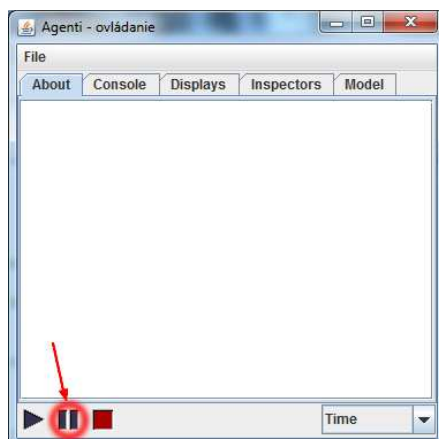 Agenti - ovládanie
File
About Console Displays Inspectors Model
Time